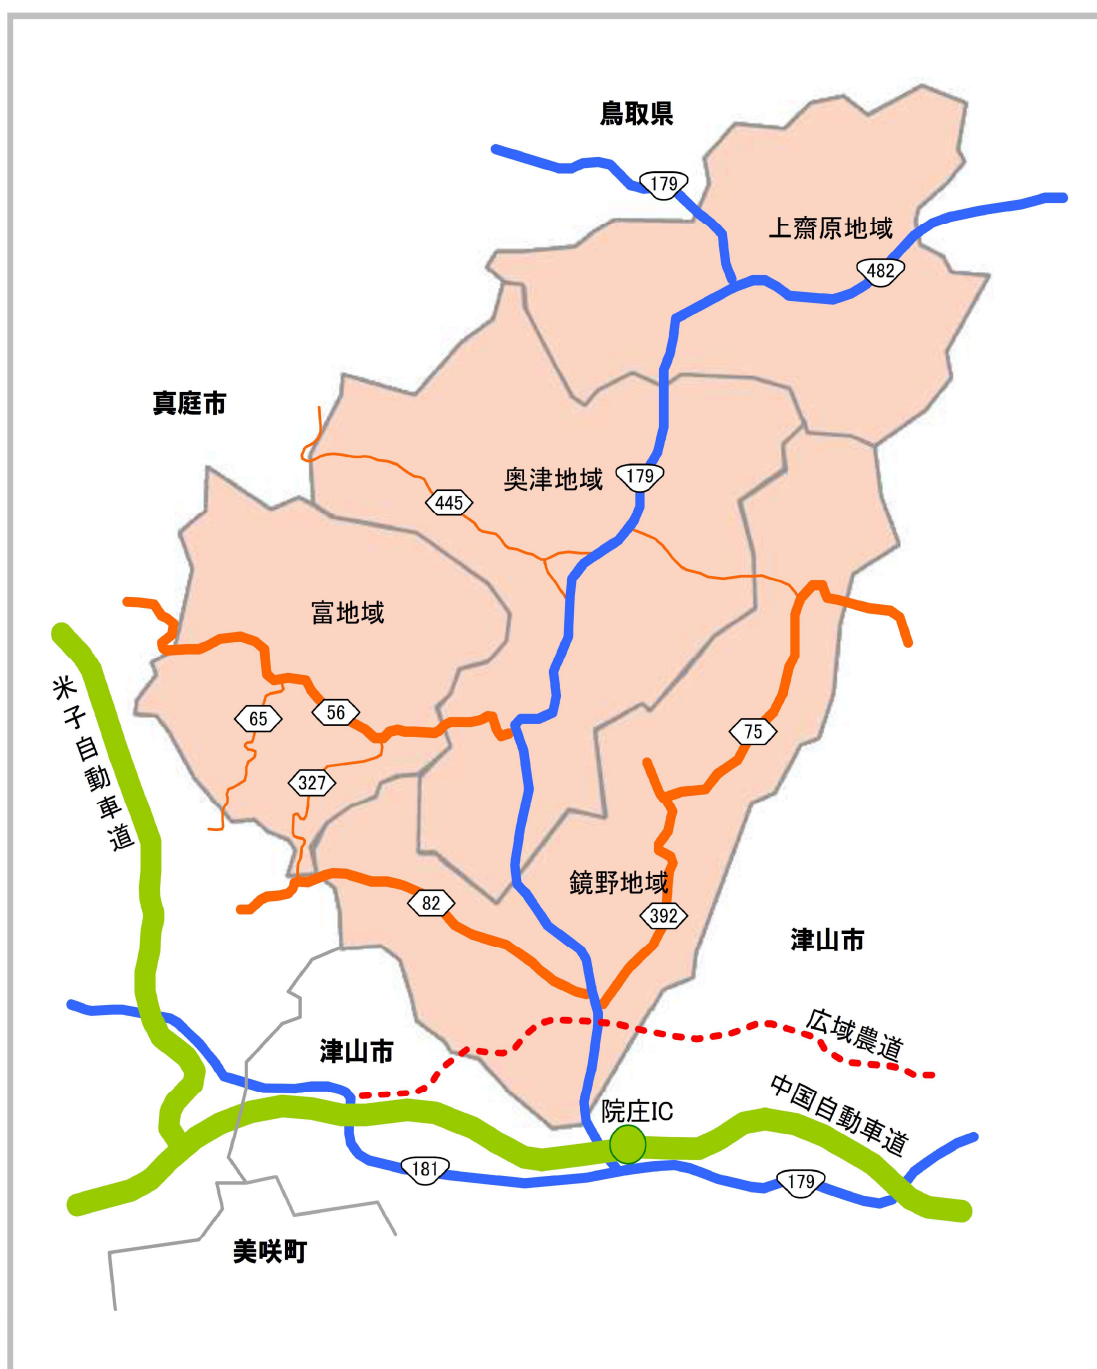 鳥取県
179
上齋原地域
482
真庭市
奥津地域
179
445
富地域
米子自動車道
65
56
75
327
鏡野地域
82
392
津山市
広域農道
津山市
中国自動車道
院庄IC
181
179
美咲町